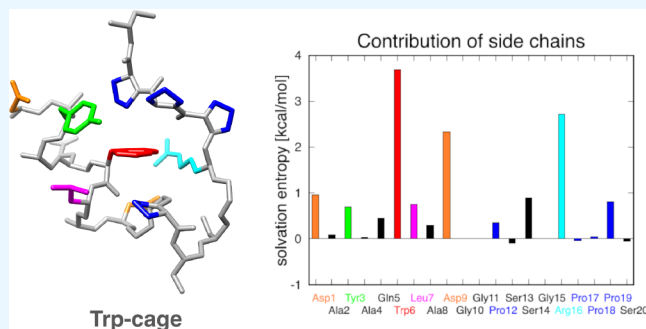 Contribution of side chains
solvation entropy [kcal/mol]
4
3
2
1
0
-1
Asp1 Tyr3 Gln5 Leu7 Asp9 Gly11 Ser13 Gly15 Pro17 Pro19
Ala2 Ala4 Trp6 Ala8 Gly10 Pro12 Ser14 Arg16 Pro18 Ser20
Trp-cage